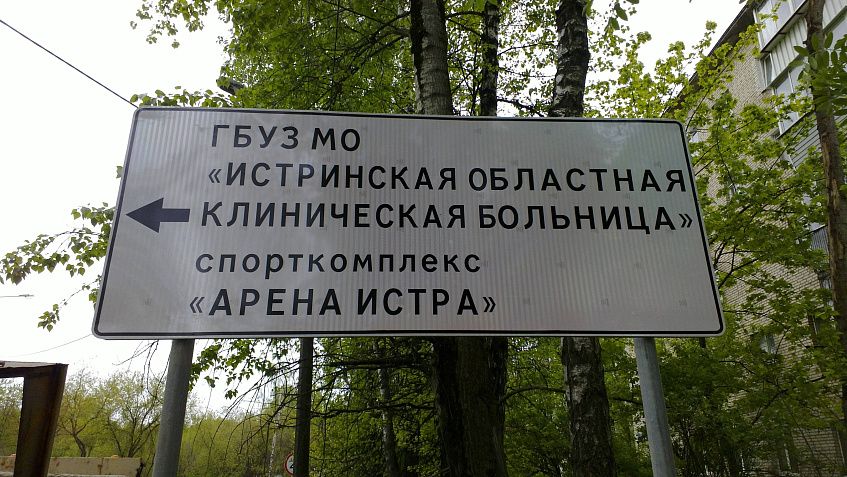 ГБУЗ МО
«ИСТРИНСКАЯ ОБЛАСТНАЯ
КЛИНИЧЕСКАЯ БОЛЬНИЦА»
спорткомплекс
«АРЕНА ИСТРА»